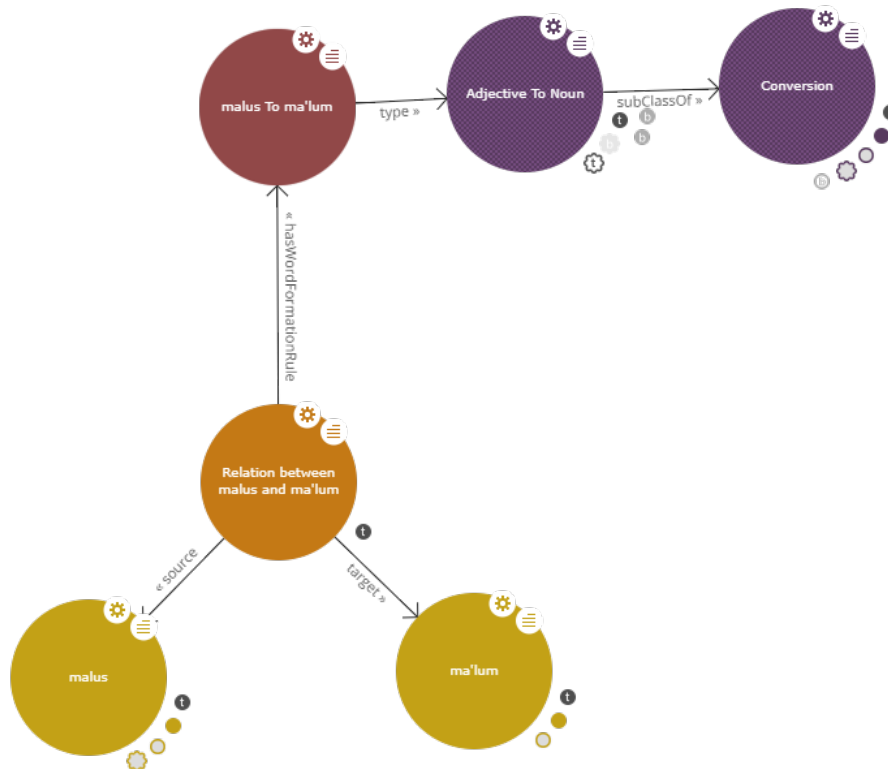 malus To ma'lum
type »
Adjective To Noun
subClassOf »
Conversion
t
b
b
b
t
b
« hasWordFormationRule
Relation between
malus and ma'lum
t
« source
target »
malus
t
ma'lum
t